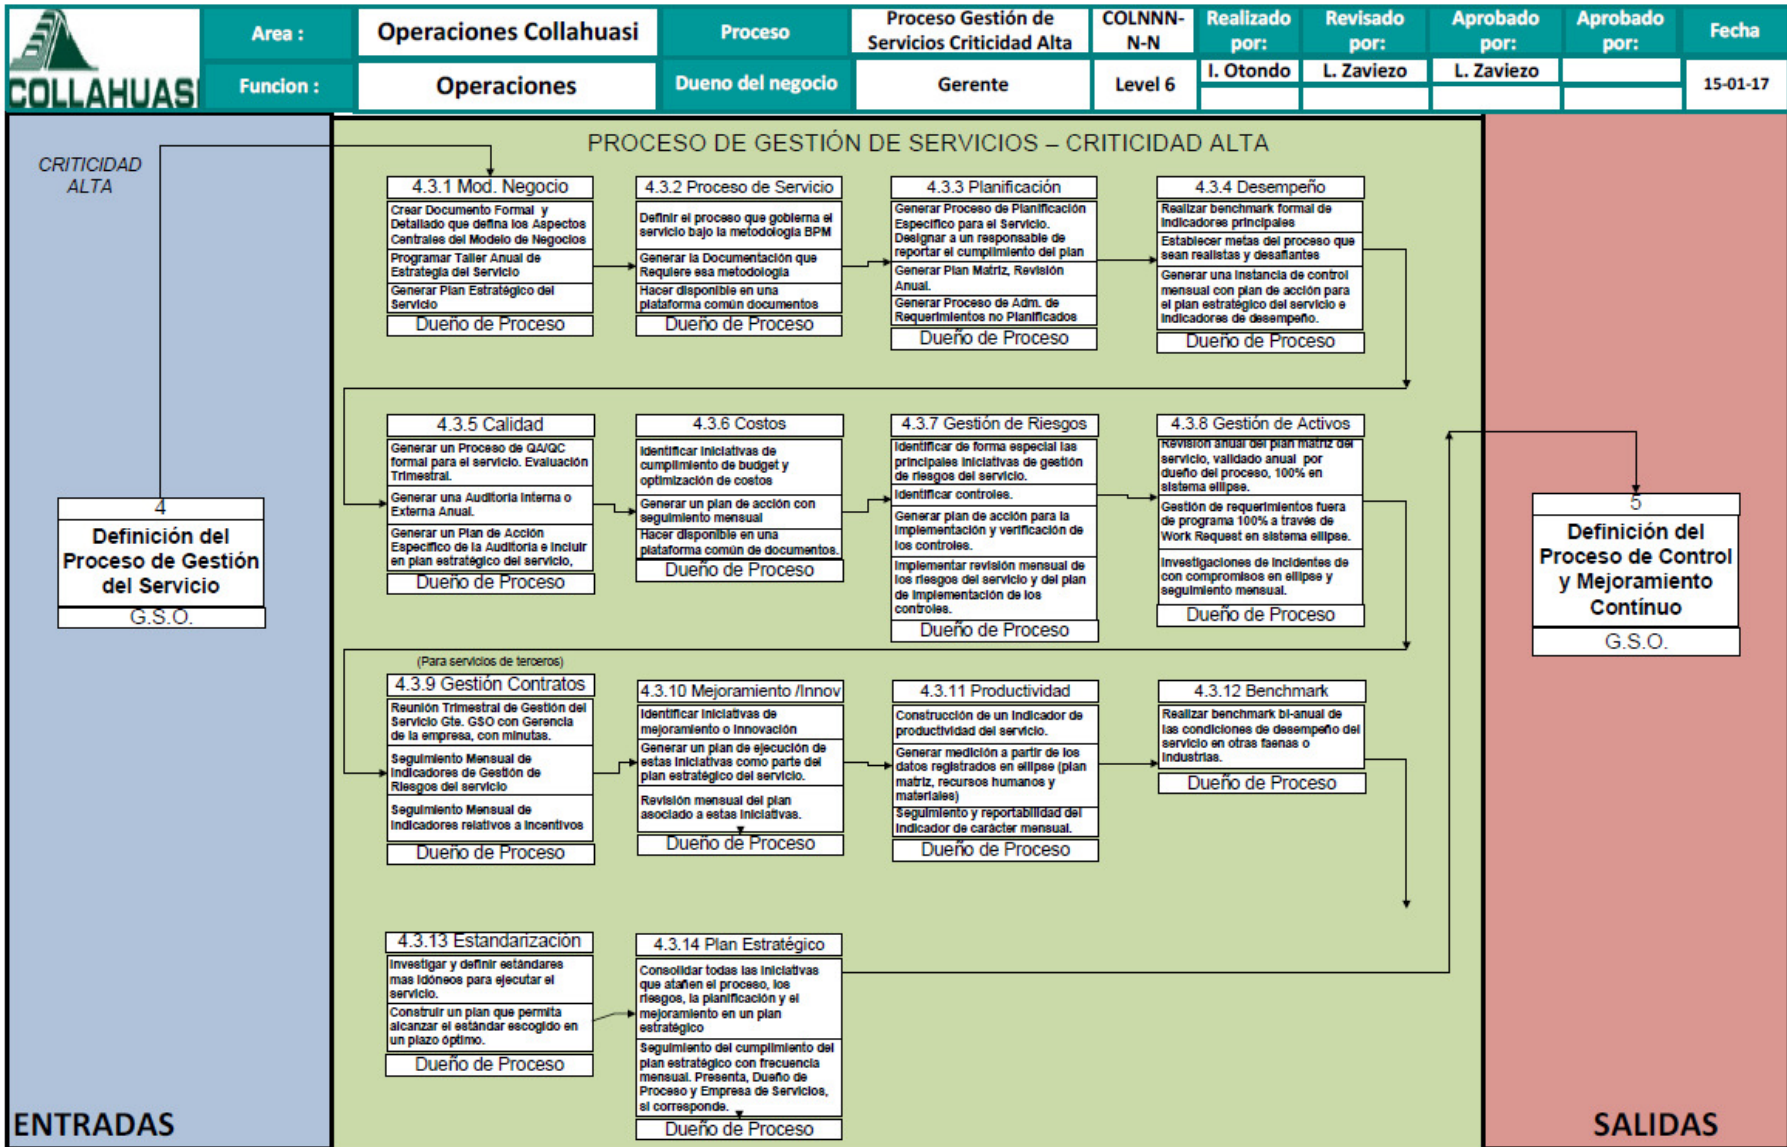 COLLAHUASI
Area :
Operaciones Collahuasi
Proceso
Proceso Gestión de
Servicios Criticidad Alta
COLNNN-
N-N
Realizado
por:
Revisado
por:
Aprobado
por:
Aprobado
por:
Fecha
Funcion :
Operaciones
Dueno del negocio
Gerente
Level 6
I. Otondo
L. Zaviezo
L. Zaviezo
15-01-17
CRITICIDAD
ALTA
PROCESO DE GESTIÓN DE SERVICIOS – CRITICIDAD ALTA
4.3.1 Mod. Negocio
Crear Documento Formal y
Detallado que defina los Aspectos
Centrales del Modelo de Negocios
Programar Taller Anual de
Estrategia del Servicio
Generar Plan Estratégico del
Servicio
Dueño de Proceso
4.3.2 Proceso de Servicio
Definir el proceso que gobierna el
servicio bajo la metodología BPM
Generar la Documentación que
Requiere esa metodología
Hacer disponible en una
plataforma común documentos
Dueño de Proceso
4.3.3 Planificación
Generar Proceso de Planificación
Especifico para el Servicio.
Designar a un responsable de
reportar el cumplimiento del plan
Generar Plan Matriz, Revisión
Anual.
Generar Proceso de Adm. de
Requerimientos no Planificados
Dueño de Proceso
4.3.4 Desempeño
Realizar benchmark formal de
indicadores principales
Establecer metas del proceso que
sean realistas y desafiantes
Generar una instancia de control
mensual con plan de acción para
el plan estratégico del servicio e
indicadores de desempeño.
Dueño de Proceso
4.3.5 Calidad
Generar un Proceso de QA/QC
formal para el servicio. Evaluación
Trimestral.
Generar una Auditoria Interna o
Externa Anual.
Generar un Plan de Acción
Especifico de la Auditoria e incluir
en plan estratégico del servicio,
Dueño de Proceso
4.3.6 Costos
Identificar iniciativas de
cumplimiento de budget y
optimización de costos
Generar un plan de acción con
seguimiento mensual
Hacer disponible en una
plataforma común de documentos.
Dueño de Proceso
4.3.7 Gestión de Riesgos
Identificar de forma especial las
principales iniciativas de gestión
de riesgos del servicio.
Identificar controles.
Generar plan de acción para la
implementación y verificación de
los controles.
Implementar revisión mensual de
los riesgos del servicio y del plan
de implementación de los
controles.
Dueño de Proceso
4.3.8 Gestión de Activos
Revisión anual del plan matriz del
servicio, validado anual por
dueño del proceso, 100% en
sistema ellipse.
Gestión de requerimientos fuera
de programa 100% a través de
Work Request en sistema ellipse.
Investigaciones de incidentes de
con compromisos en ellipse y
seguimiento mensual.
Dueño de Proceso
4
Definición del
Proceso de Gestión
del Servicio
G.S.O.
5
Definición del
Proceso de Control
y Mejoramiento
Contínuo
G.S.O.
(Para servicios de terceros)
4.3.9 Gestión Contratos
Reunión Trimestral de Gestión del
Servicio Gte. GSO con Gerencia
de la empresa, con minutas.
Seguimiento Mensual de
Indicadores de Gestión de
Riesgos del servicio
Seguimiento Mensual de
Indicadores relativos a incentivos
Dueño de Proceso
4.3.10 Mejoramiento /Innov
Identificar iniciativas de
mejoramiento o innovación
Generar un plan de ejecución de
estas iniciativas como parte del
plan estratégico del servicio.
Revisión mensual del plan
asociado a estas iniciativas.
Dueño de Proceso
4.3.11 Productividad
Construcción de un indicador de
productividad del servicio.
Generar medición a partir de los
datos registrados en ellipse (plan
matriz, recursos humanos y
materiales)
Seguimiento y reportabilidad del
indicador de carácter mensual.
Dueño de Proceso
4.3.12 Benchmark
Realizar benchmark bi-anual de
las condiciones de desempeño del
servicio en otras faenas o
industrias.
Dueño de Proceso
4.3.13 Estandarización
Investigar y definir estándares
mas idóneos para ejecutar el
servicio.
Construir un plan que permita
alcanzar el estándar escogido en
un plazo óptimo.
Dueño de Proceso
4.3.14 Plan Estratégico
Consolidar todas las iniciativas
que atañen el proceso, los
riesgos, la planificación y el
mejoramiento en un plan
estratégico
Seguimiento del cumplimiento del
plan estratégico con frecuencia
mensual. Presenta, Dueño de
Proceso y Empresa de Servicios,
si corresponde.
Dueño de Proceso
ENTRADAS
SALIDAS